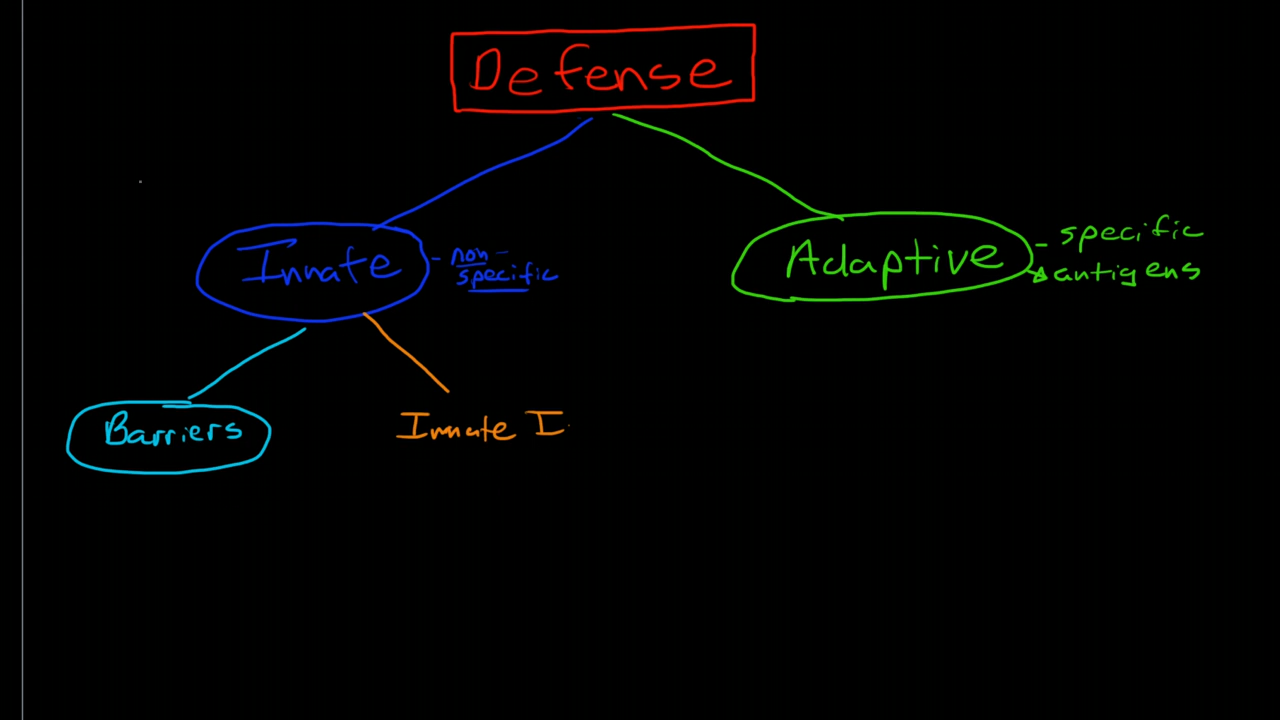 Defense
Innate
- non-
specific
Adaptive
- specific
antigens
Barriers
Innate I